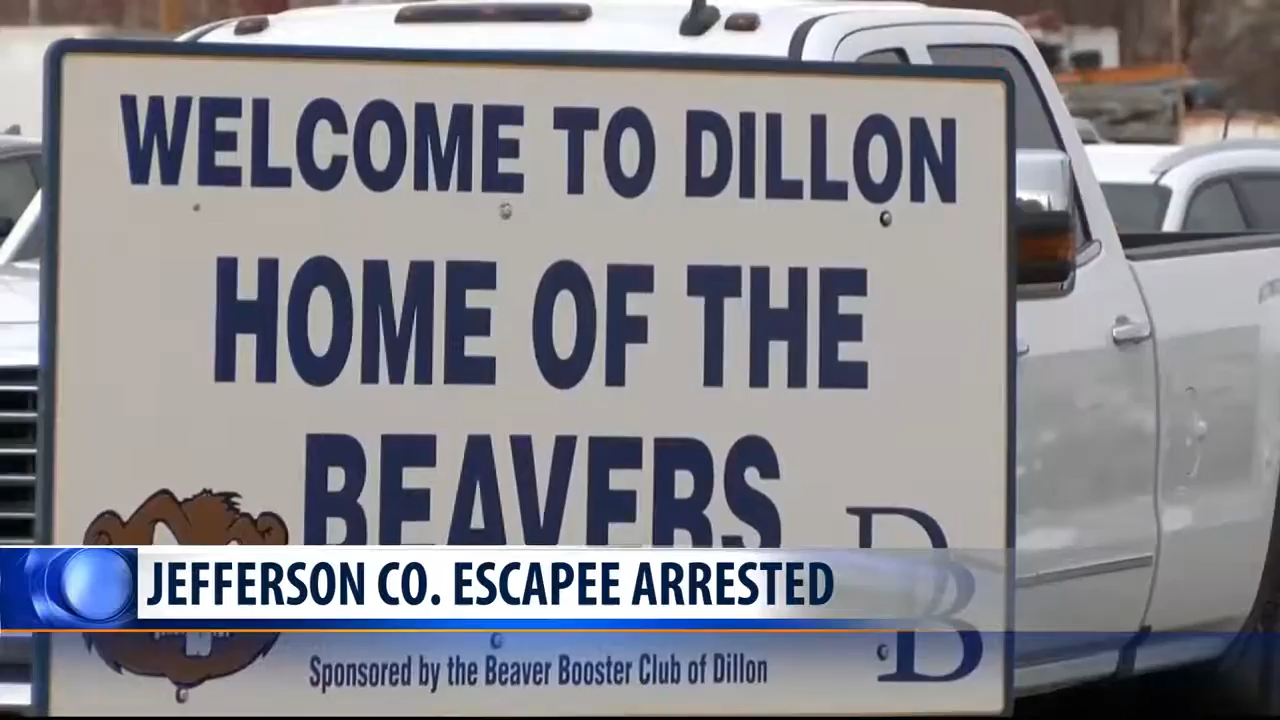 WELCOME TO DILLON
HOME OF THE
BEAVERS
JEFFERSON CO. ESCAPEE ARRESTED
Sponsored by the Beaver Booster Club of Dillon
B